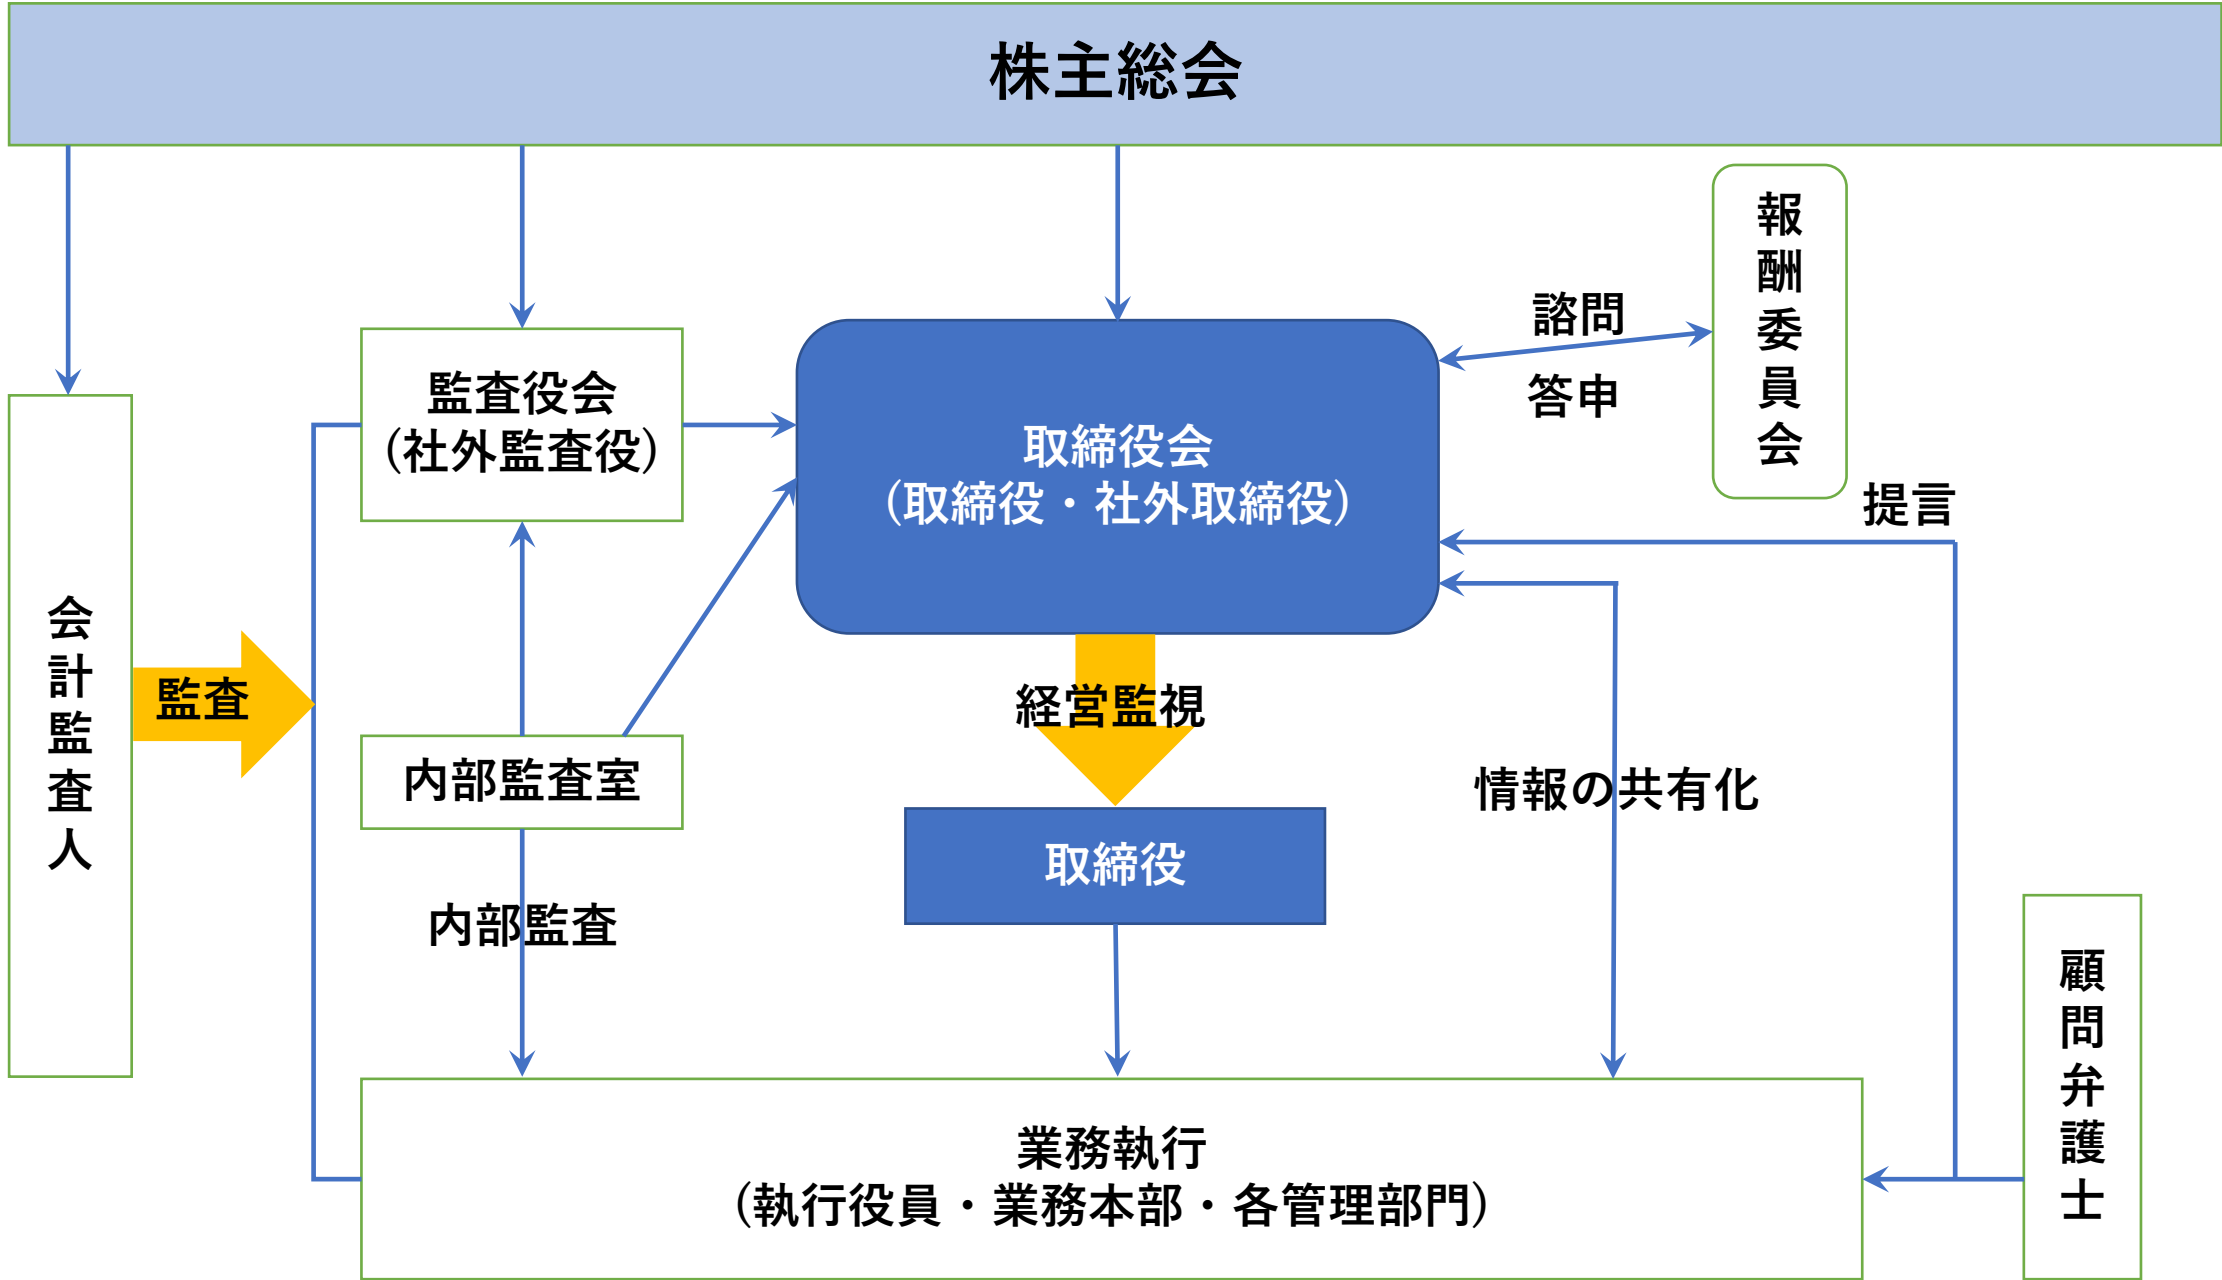 株主総会
報酬委員会
諮問
答申
監査役会
（社外監査役）
取締役会
（取締役・社外取締役）
提言
会計監査人
監査
経営監視
内部監査室
情報の共有化
取締役
内部監査
顧問弁護士
業務執行
（執行役員・業務本部・各管理部門）